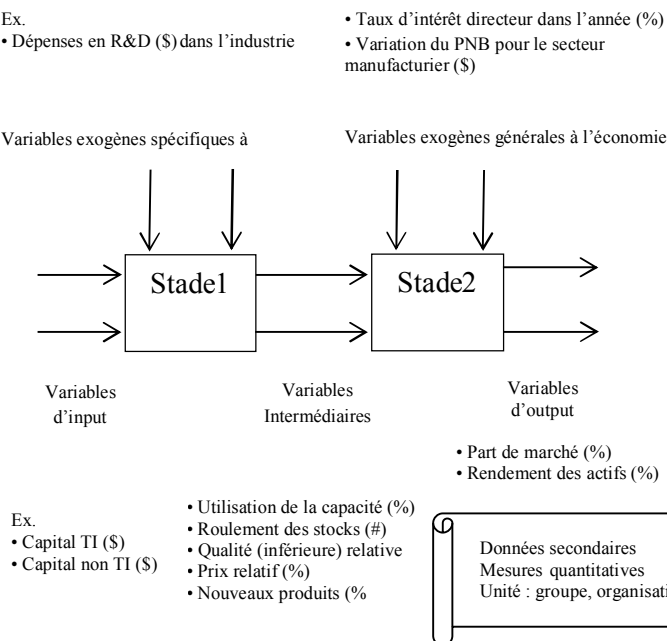 Ex.
• Dépenses en R&D ($) dans l’industrie
• Taux d’intérêt directeur dans l’année (%)
• Variation du PNB pour le secteur
manufacturier ($)
Variables exogènes spécifiques à
Variables exogènes générales à l’économie
Stade1
Stade2
Variables
d’input
Variables
Intermédiaires
Variables
d’output
• Part de marché (%)
• Rendement des actifs (%)
Ex.
• Capital TI ($)
• Capital non TI ($)
• Utilisation de la capacité (%)
• Roulement des stocks (#)
• Qualité (inférieure) relative
• Prix relatif (%)
• Nouveaux produits (%
Données secondaires
Mesures quantitatives
Unité : groupe, organisati